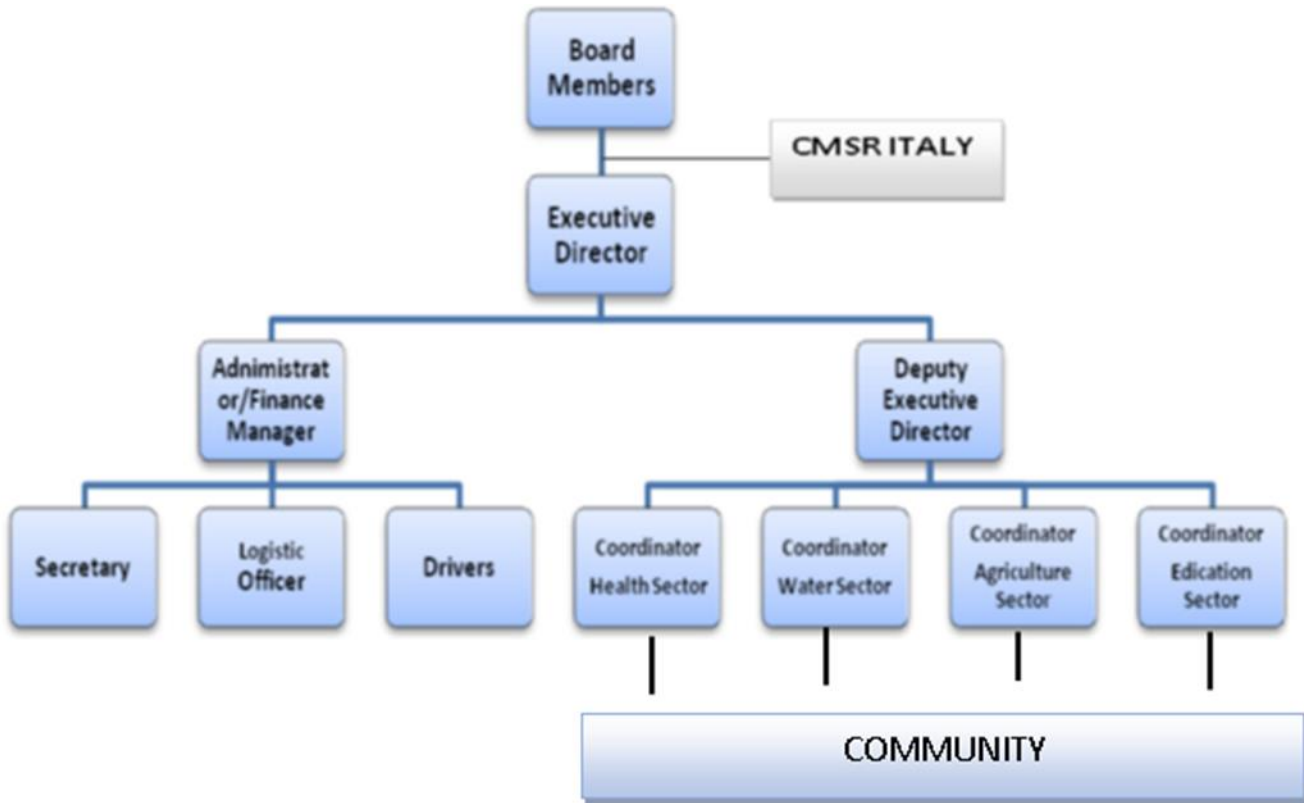 Board
Members
CMSR ITALY
Executive
Director
Adnimistrat
or/Finance
Manager
Deputy
Executive
Director
Secretary
Logistic
Officer
Drivers
Coordinator
Health Sector
Coordinator
Water Sector
Coordinator
Agriculture
Sector
Coordinator
Edication
Sector
COMMUNITY